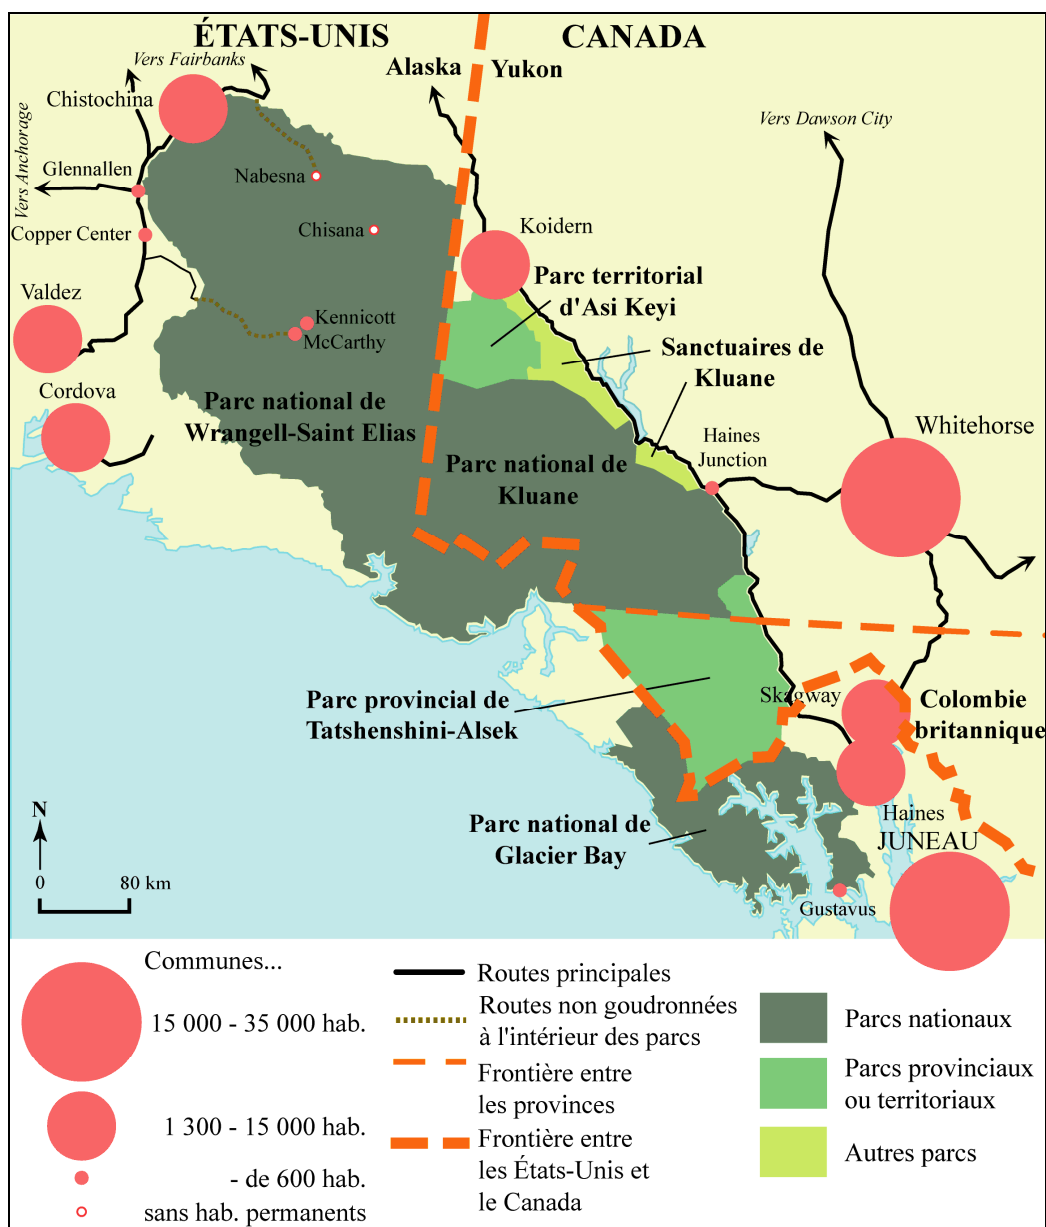 ÉTATS-UNIS
CANADA
Vers Fairbanks
Alaska
Yukon
Chistochina
Vers Dawson City
Glennallen
Vers Anchorage
Nabesna
Copper Center
Chisana
Koidern
Parc territorial
d'Asi Keyi
Valdez
Kennicott
McCarthy
Sanctuaires de
Kluane
Cordova
Parc national de
Wrangell-Saint Elias
Whitehorse
Haines
Junction
Parc national de
Kluane
Parc provincial de
Tatshenshini-Alsek
Skagway
Colombie
britannique
Parc national de
Glacier Bay
Haines
JUNEAU
Gustavus
N
0 80 km
Communes...
15 000 - 35 000 hab.
1 300 - 15 000 hab.
- de 600 hab.
sans hab. permanents
Routes principales
Routes non goudronnées
à l'intérieur des parcs
Frontière entre
les provinces
Frontière entre
les États-Unis et
le Canada
Parcs nationaux
Parcs provinciaux
ou territoriaux
Autres parcs